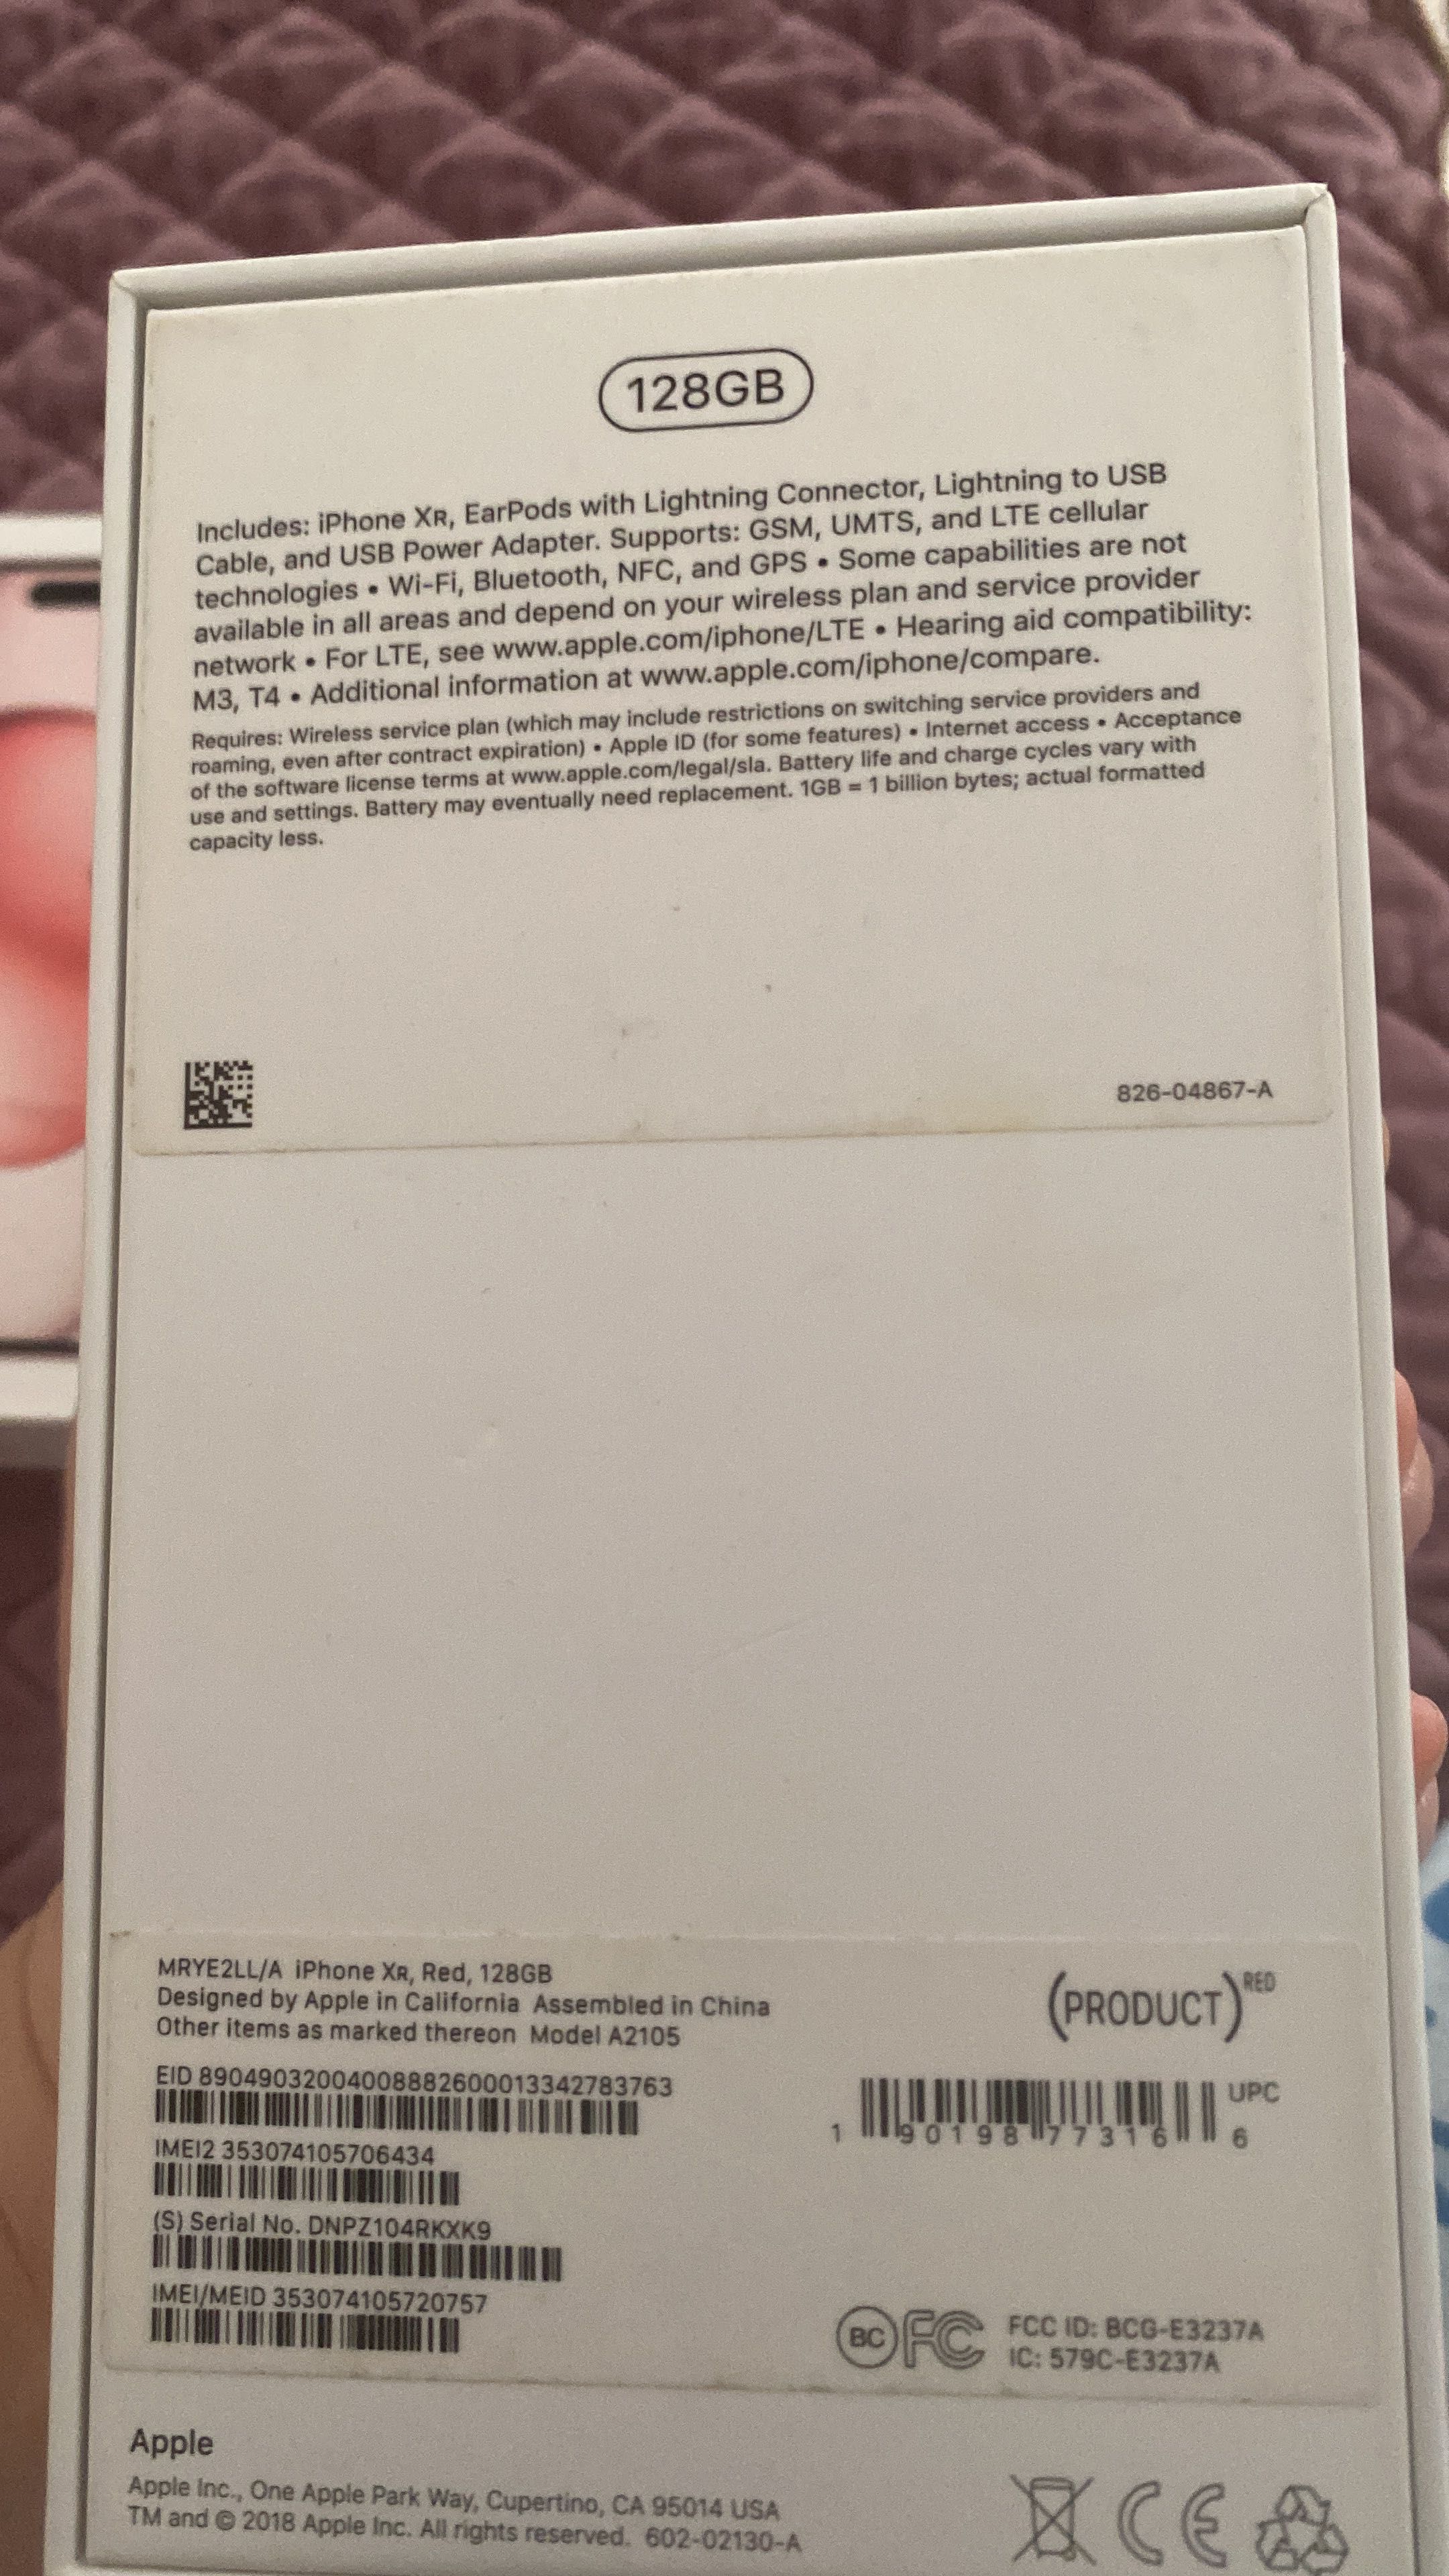 128GB
Includes: iPhone XR, EarPods with Lightning Connector, Lightning to USB
Cable, and USB Power Adapter. Supports: GSM, UMTS, and LTE cellular
technologies • Wi-Fi, Bluetooth, NFC, and GPS • Some capabilities are not
available in all areas and depend on your wireless plan and service provider
network • For LTE, see www.apple.com/iphone/LTE • Hearing aid compatibility:
M3, T4 • Additional information at www.apple.com/iphone/compare.
Requires: Wireless service plan (which may include restrictions on switching service providers and
roaming, even after contract expiration) • Apple ID (for some features) • Internet access • Acceptance
of the software license terms at www.apple.com/legal/sla. Battery life and charge cycles vary with
use and settings. Battery may eventually need replacement. 1GB = 1 billion bytes; actual formatted
capacity less.
826-04867-A
MRYE2LL/A iPhone XR, Red, 128GB
Designed by Apple in California Assembled in China
Other items as marked thereon Model A2105
(PRODUCT)RED
EID 89049032004008882600013342783763
UPC
1 90198 77316 6
IMEI2 353074105706434
(S) Serial No. DNPZ104RKXK9
IMEI/MEID 353074105720757
BC FC FCC ID: BCG-E3237A
IC: 579C-E3237A
Apple
Apple Inc., One Apple Park Way, Cupertino, CA 95014 USA
TM and © 2018 Apple Inc. All rights reserved. 602-02130-A
CE